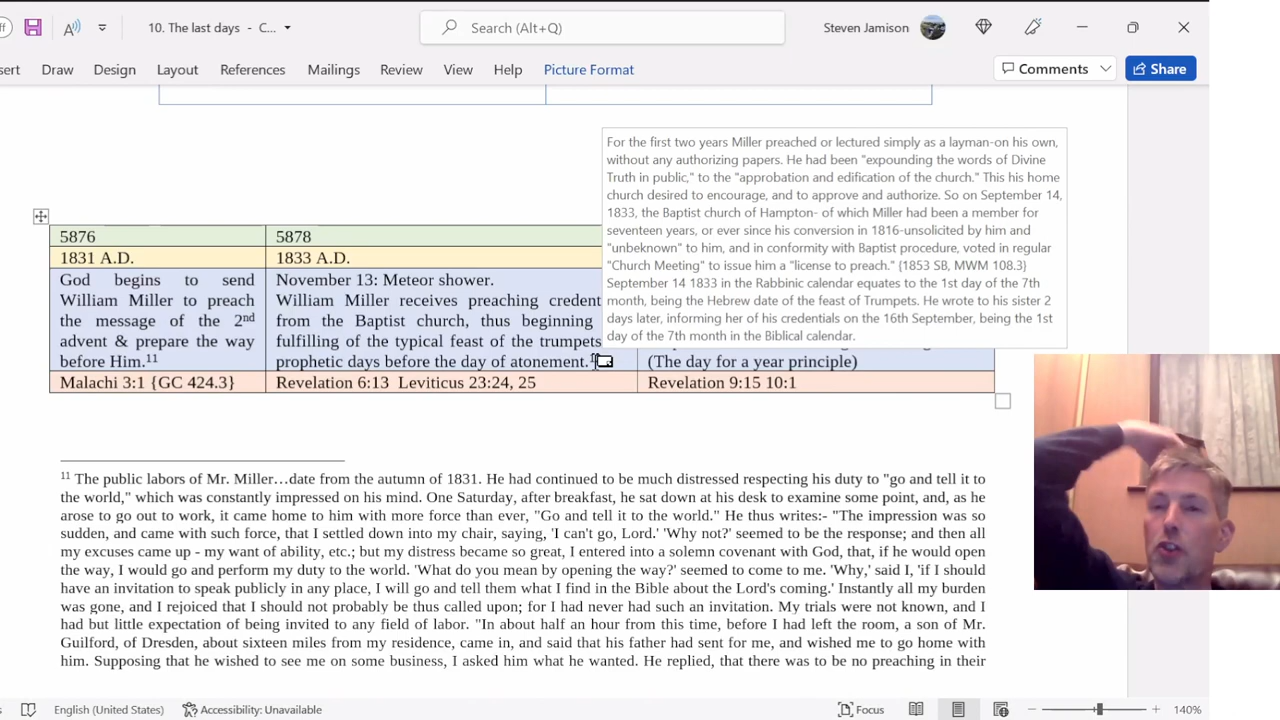 ff
10. The last days - C...
Search (Alt+Q)
Steven Jamison
sert Draw Design Layout References Mailings Review View Help Picture Format
Comments
Share
For the first two years Miller preached or lectured simply as a layman-on his own,
without any authorizing papers. He had been "expounding the words of Divine
Truth in public," to the "approbation and edification of the church." This his home
church desired to encourage, and to approve and authorize. So on September 14,
1833, the Baptist church of Hampton- of which Miller had been a member for
seventeen years, or ever since his conversion in 1816-unsolicited by him and
"unbeknown" to him, and in conformity with Baptist procedure, voted in regular
"Church Meeting" to issue him a "license to preach." {1853 SB, MWM 108.3}
September 14 1833 in the Rabbinic calendar equates to the 1st day of the 7th
month, being the Hebrew date of the feast of Trumpets. He wrote to his sister 2
days later, informing her of his credentials on the 16th September, being the 1st
day of the 7th month in the Biblical calendar.
5876
5878
1831 A.D.
1833 A.D.
God begins to send
William Miller to preach
the message of the 2nd
advent & prepare the way
before Him.11
November 13: Meteor shower.
William Miller receives preaching credent
from the Baptist church, thus beginning
fulfilling of the typical feast of the trumpets
prophetic days before the day of atonement.
(The day for a year principle)
Malachi 3:1 {GC 424.3}
Revelation 6:13 Leviticus 23:24, 25
Revelation 9:15 10:1
11 The public labors of Mr. Miller…date from the autumn of 1831. He had continued to be much distressed respecting his duty to "go and tell it to
the world," which was constantly impressed on his mind. One Saturday, after breakfast, he sat down at his desk to examine some point, and, as he
arose to go out to work, it came home to him with more force than ever, "Go and tell it to the world." He thus writes:- "The impression was so
sudden, and came with such force, that I settled down into my chair, saying, 'I can't go, Lord.' 'Why not?' seemed to be the response; and then all
my excuses came up - my want of ability, etc.; but my distress became so great, I entered into a solemn covenant with God, that, if he would open
the way, I would go and perform my duty to the world. 'What do you mean by opening the way?' seemed to come to me. 'Why,' said I, 'if I should
have an invitation to speak publicly in any place, I will go and tell them what I find in the Bible about the Lord's coming.' Instantly all my burden
was gone, and I rejoiced that I should not probably be thus called upon; for I had never had such an invitation. My trials were not known, and I
had but little expectation of being invited to any field of labor. "In about half an hour from this time, before I had left the room, a son of Mr.
Guilford, of Dresden, about sixteen miles from my residence, came in, and said that his father had sent for me, and wished me to go home with
him. Supposing that he wished to see me on some business, I asked him what he wanted. He replied, that there was to be no preaching in their
English (United States)
Accessibility: Unavailable
Focus
140%